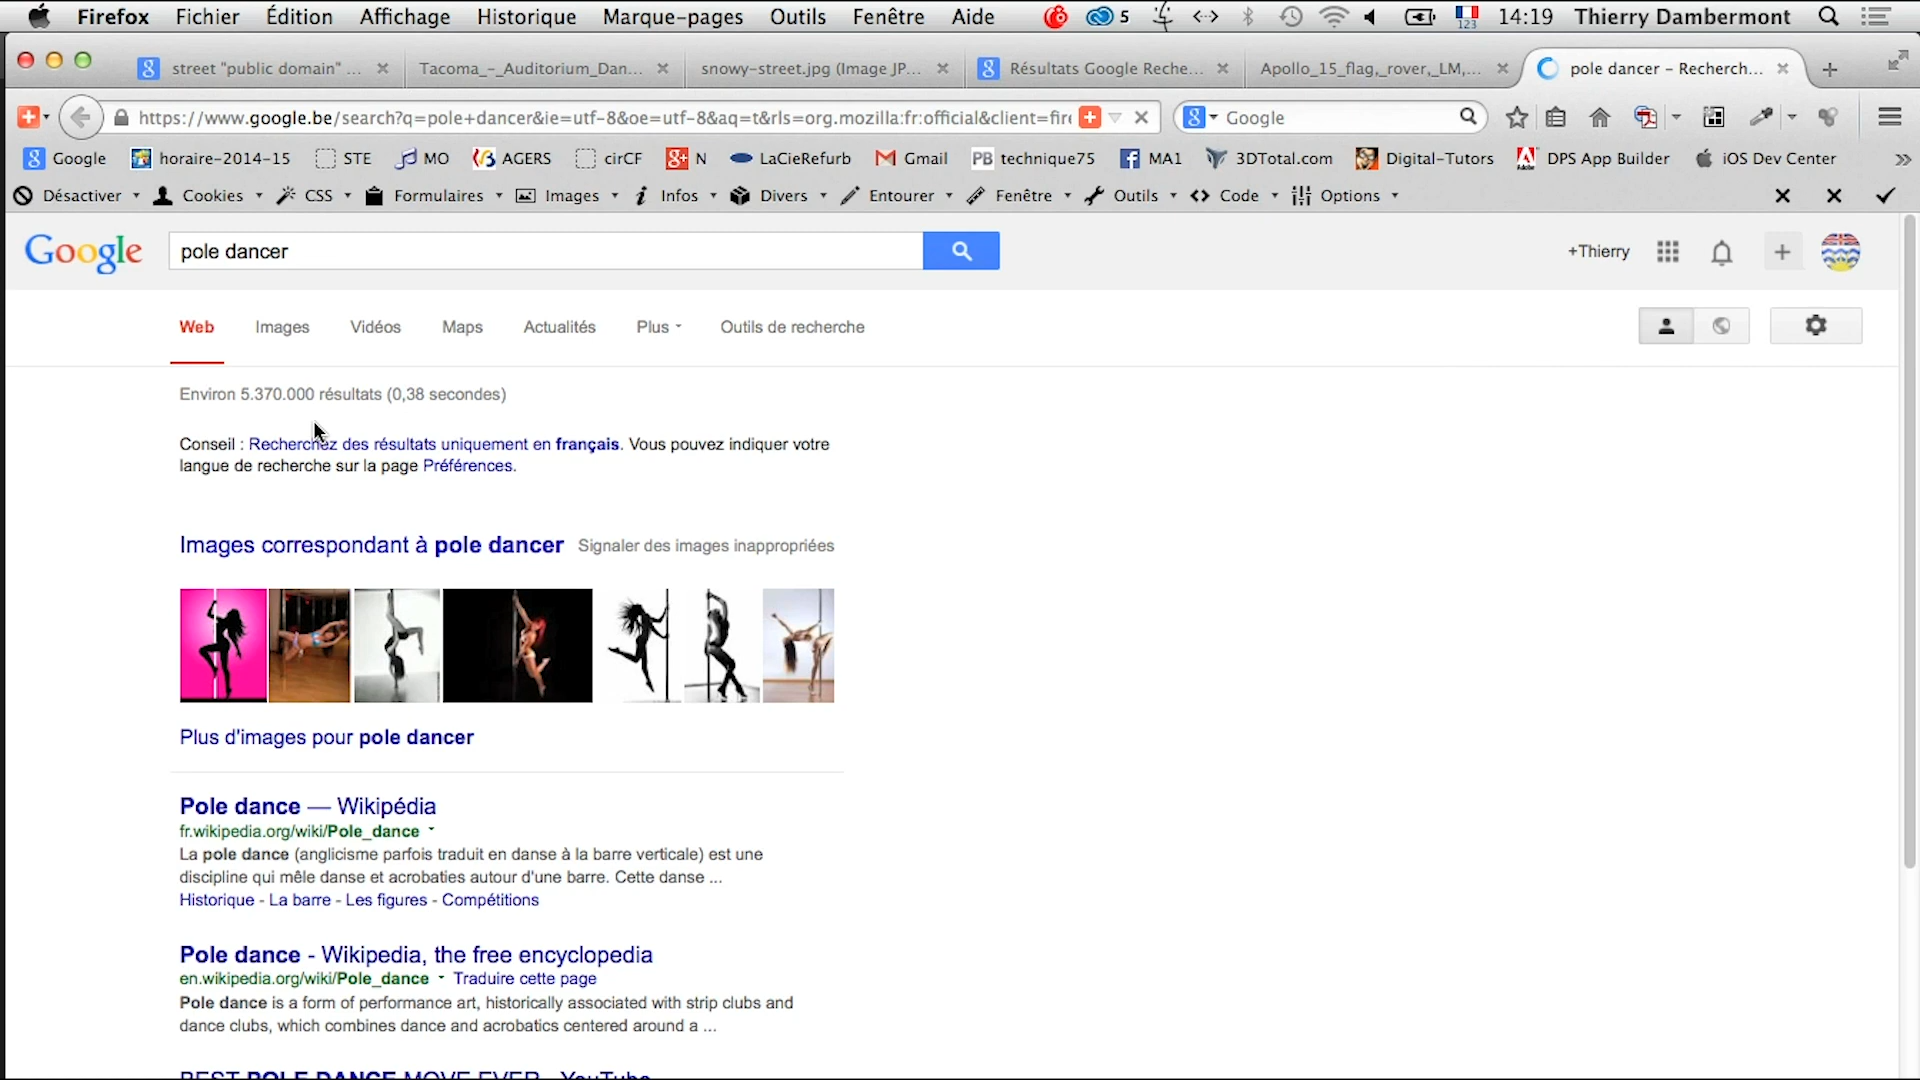 Firefox Fichier Édition Affichage Historique Marque-pages Outils Fenêtre Aide 5 123 14:19 Thierry Dambermont
street "public domain" ... Tacoma_-_Auditorium_Dan... snowy-street.jpg (Image JP... Résultats Google Reche... Apollo_15_flag,_rover,_LM,... pole dancer – Recherch...
https://www.google.be/search?q=pole+dancer&ie=utf-8&oe=utf-8&aq=t&rls=org.mozilla:fr:official&client=fire Google
Google horaire-2014-15 STE MO AGERS cirCF N LaCieRefurb Gmail PB technique75 MA1 3DTotal.com Digital-Tutors DPS App Builder iOS Dev Center
Désactiver Cookies CSS Formulaires Images Infos Divers Entourer Fenêtre Outils Code Options
Google pole dancer +Thierry
Web Images Vidéos Maps Actualités Plus Outils de recherche
Environ 5.370.000 résultats (0,38 secondes)
Conseil : Recherchez des résultats uniquement en français. Vous pouvez indiquer votre
langue de recherche sur la page Préférences.
Images correspondant à pole dancer Signaler des images inappropriées
Plus d'images pour pole dancer
Pole dance — Wikipédia
fr.wikipedia.org/wiki/Pole_dance
La pole dance (anglicisme parfois traduit en danse à la barre verticale) est une
discipline qui mêle danse et acrobaties autour d'une barre. Cette danse ...
Historique - La barre - Les figures - Compétitions
Pole dance - Wikipedia, the free encyclopedia
en.wikipedia.org/wiki/Pole_dance Traduire cette page
Pole dance is a form of performance art, historically associated with strip clubs and
dance clubs, which combines dance and acrobatics centered around a ...
BEST POLE DANCE MOVE EVER - YouTube